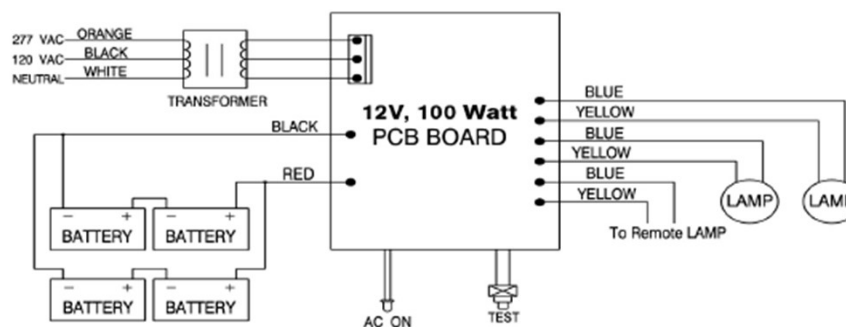 277 VAC ORANGE
120 VAC BLACK
NEUTRAL WHITE
TRANSFORMER
12V, 100 Watt
PCB BOARD
BLACK
RED
BLUE
YELLOW
BLUE
YELLOW
BLUE
YELLOW
LAMP
LAMP
To Remote LAMP
- + - +
BATTERY BATTERY
- + - +
BATTERY BATTERY
AC ON
TEST